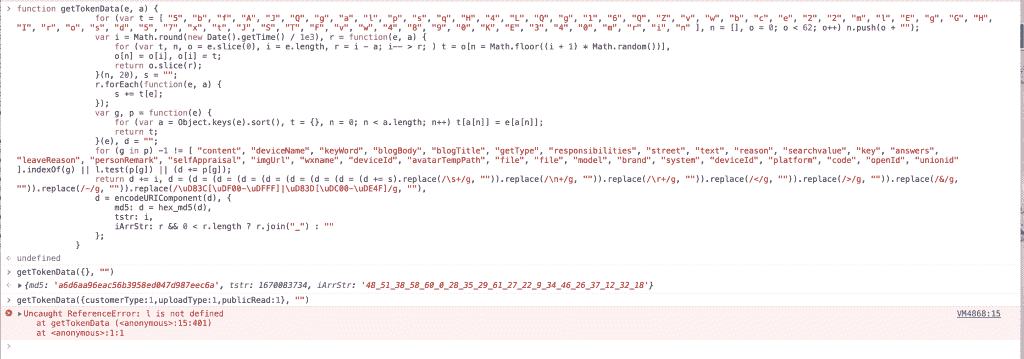 > function getTokenData(e, a) {
for (var t = [ "5", "b", "f", "A", "J", "Q", "g", "a", "l", "p", "s", "q", "H", "4", "L", "Q", "g", "1", "6", "Q", "Z", "v", "w", "b", "c", "e", "2", "2", "m", "l", "E", "g", "G", "H",
"I", "r", "o", "s", "d", "5", "7", "x", "t", "J", "S", "T", "F", "v", "w", "4", "8", "9", "0", "K", "E", "3", "4", "0", "m", "r", "i", "n" ], n = [], o = 0; o < 62; o++) n.push(o + "");
var i = Math.round(new Date().getTime() / 1e3), r = function(e, a) {
for (var t, n, o = e.slice(0), i = e.length, r = i - a; i-- > r; ) t = o[n = Math.floor((i + 1) * Math.random())],
o[n] = o[i], o[i] = t;
return o.slice(r);
}(n, 20), s = "";
r.forEach(function(e, a) {
s += t[e];
});
var g, p = function(e) {
for (var a = Object.keys(e).sort(), t = {}, n = 0; n < a.length; n++) t[a[n]] = e[a[n]];
return t;
}(e), d = "";
for (g in p) -1 != [ "content", "deviceName", "keyWord", "blogBody", "blogTitle", "getType", "responsibilities", "street", "text", "reason", "searchvalue", "key", "answers",
"leaveReason", "personRemark", "selfAppraisal", "imgUrl", "wxname", "deviceId", "avatarTempPath", "file", "file", "model", "brand", "system", "deviceId", "platform", "code", "openId", "unionid"
].indexOf(g) || l.test(p[g]) || (d += p[g]);
return d += i, d = (d = (d = (d = (d = (d = (d = (d += s).replace(/\s+/g, "")).replace(/\n+/g, "")).replace(/\r+/g, "")).replace(/</g, "")).replace(/>/g, "")).replace(/&/g,
"")).replace(/-/g, "")).replace(/\uD83C[\uDF00-\uDFFF]|\uD83D[\uDC00-\uDE4F]/g, ""),
d = encodeURIComponent(d), {
md5: d = hex_md5(d),
tstr: i,
iArrStr: r && 0 < r.length ? r.join("_") : ""
};
}
undefined
> getTokenData({}, "")
{md5: 'a6d6aa96eac56b3958ed047d987eec6a', tstr: 1670083734, iArrStr: '48_51_38_58_60_0_28_35_29_61_27_22_9_34_46_26_37_12_32_18'}
> getTokenData({customerType:1,uploadType:1,publicRead:1}, "")
Uncaught ReferenceError: l is not defined VM4868:15
at getTokenData (<anonymous>:15:401)
at <anonymous>:1:1